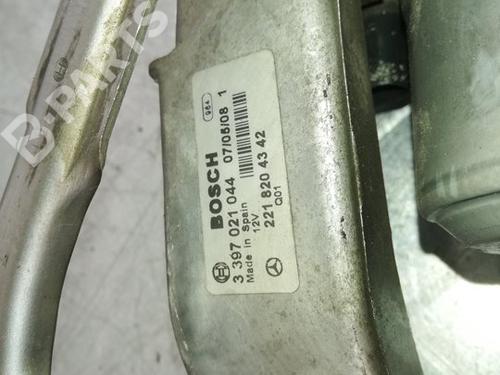 984
BOSCH
3 397 021 044 07/05/08 1
Made in Spain
12V
221 820 43 42
Q01
B-PARTS